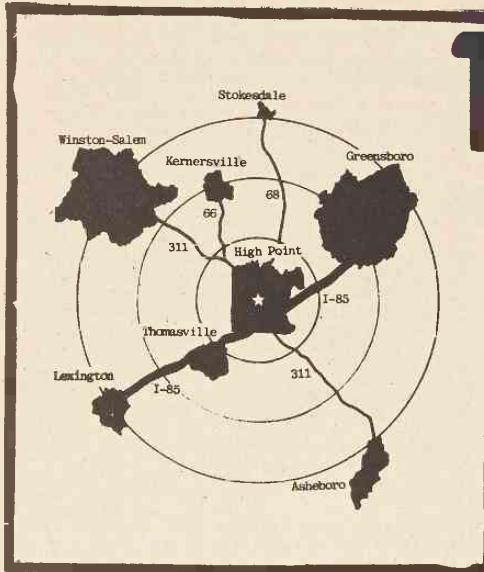 Stokesdale
Winston-Salem
Kernersville
Greensboro
68
66
311
High Point
I-85
Thomasville
Lexington
I-85
311
Asheboro